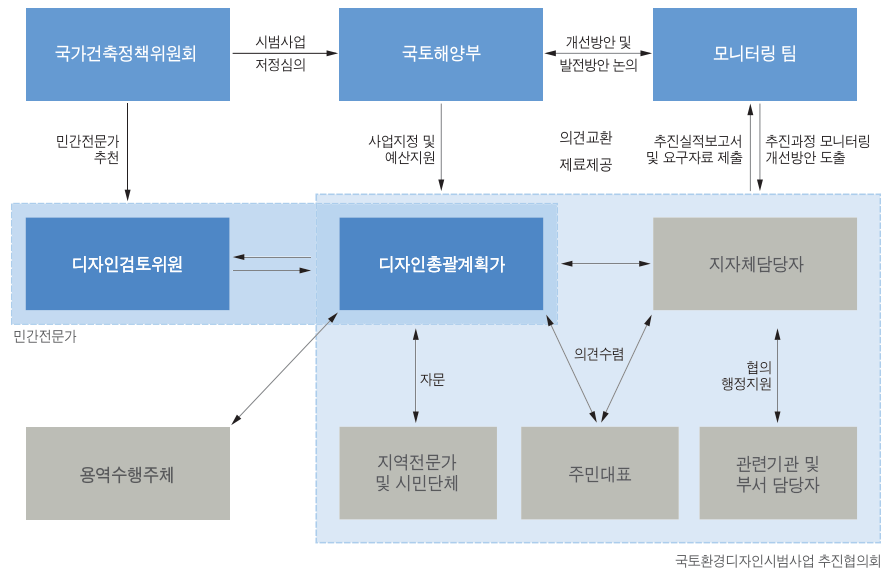 국가건축정책위원회
시범사업
저정심의
국토해양부
개선방안 및
발전방안 논의
모니터링 팀
민간전문가
추천
사업지정 및
예산지원
의견교환
제료제공
추진실적보고서
및 요구자료 제출
추진과정 모니터링
개선방안 도출
디자인검토위원
디자인총괄계획가
지자체담당자
민간전문가
자문
의견수렴
협의
행정지원
용역수행주체
지역전문가
및 시민단체
주민대표
관련기관 및
부서 담당자
국토환경디자인시범사업 추진협의회